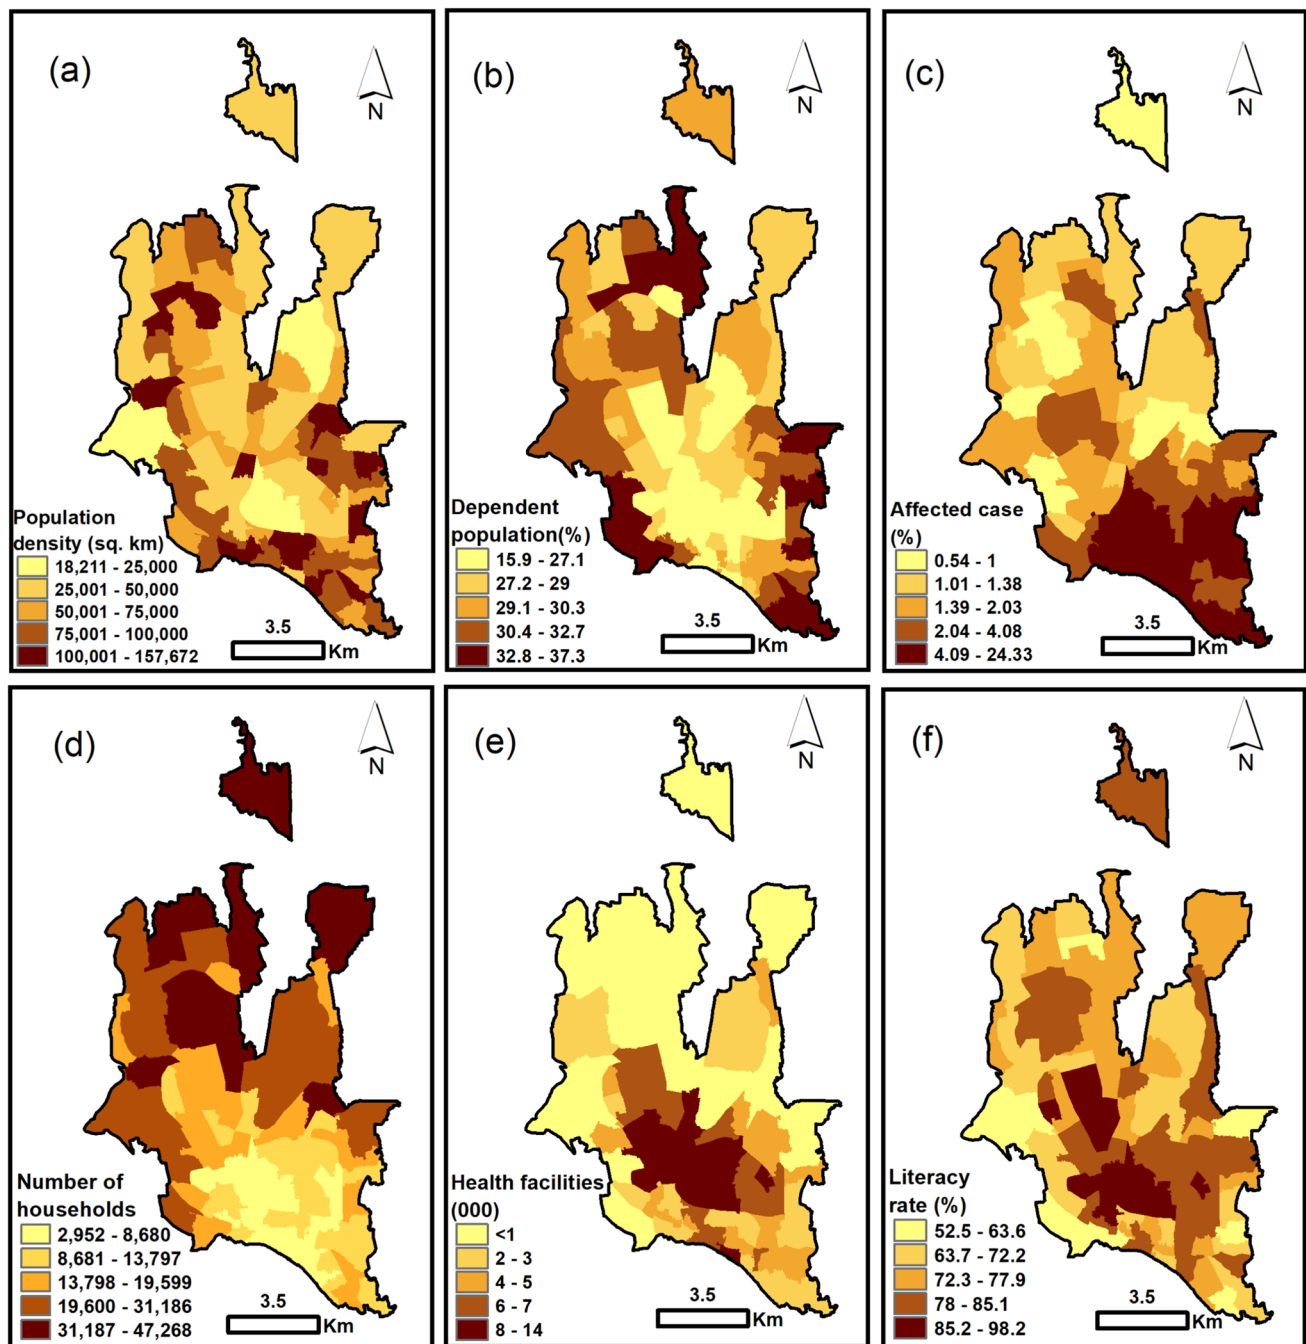 (a)
N
Population
density (sq. km)
18,211 - 25,000
25,001 - 50,000
50,001 - 75,000
75,001 - 100,000
100,001 - 157,672
3.5
Km
(b)
N
Dependent
population(%)
15.9 - 27.1
27.2 - 29
29.1 - 30.3
30.4 - 32.7
32.8 - 37.3
3.5
Km
(c)
N
Affected case
(%)
0.54 - 1
1.01 - 1.38
1.39 - 2.03
2.04 - 4.08
4.09 - 24.33
3.5
Km
(d)
N
Number of
households
2,952 - 8,680
8,681 - 13,797
13,798 - 19,599
19,600 - 31,186
31,187 - 47,268
3.5
Km
(e)
N
Health facilities
(000)
<1
2 - 3
4 - 5
6 - 7
8 - 14
3.5
Km
(f)
N
Literacy
rate (%)
52.5 - 63.6
63.7 - 72.2
72.3 - 77.9
78 - 85.1
85.2 - 98.2
3.5
Km